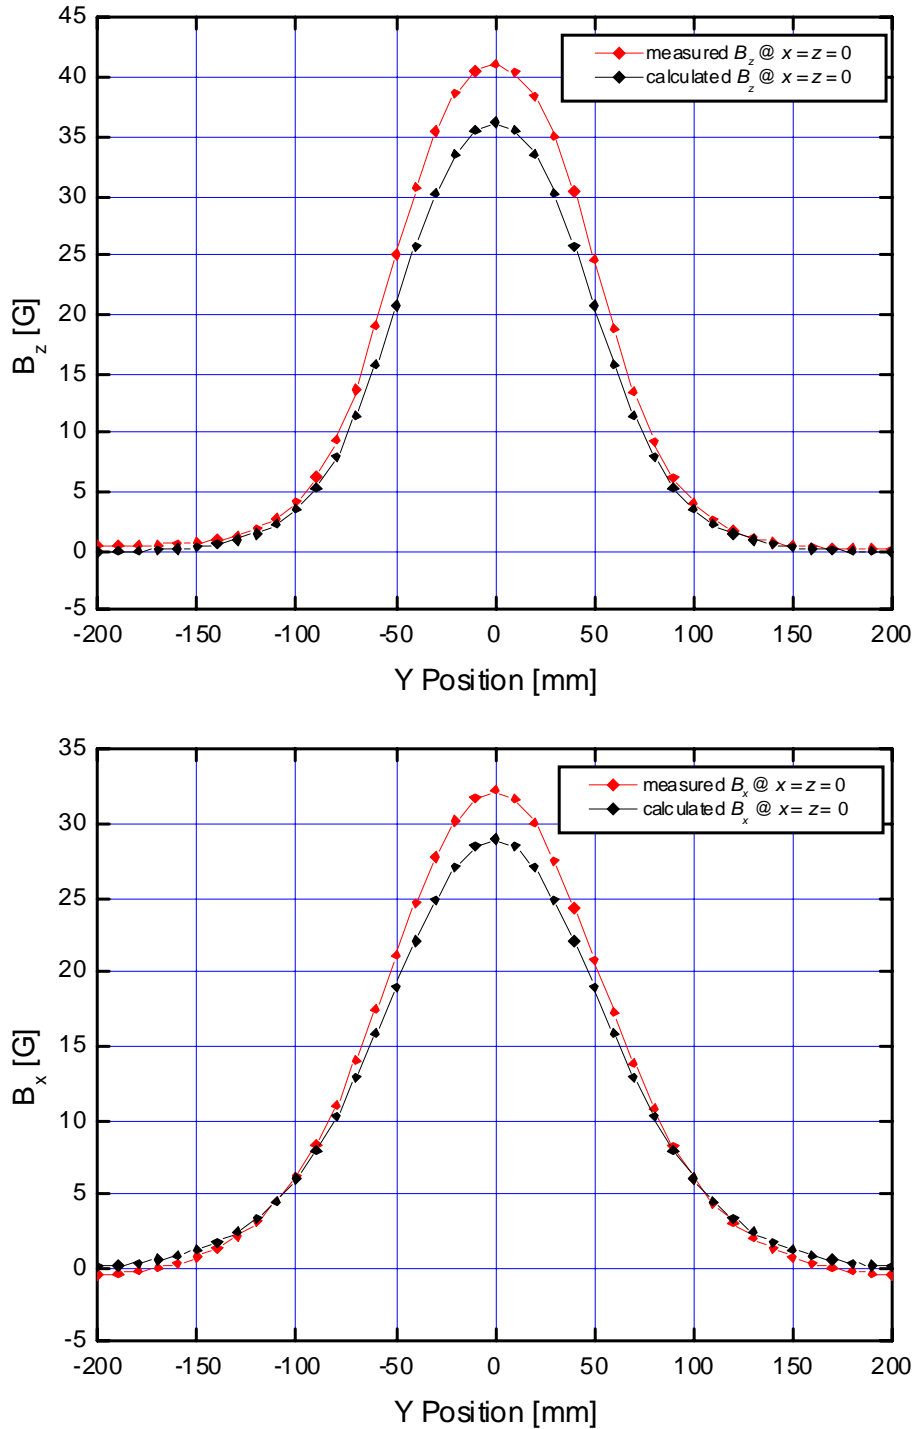 45
40
35
30
25
20
15
10
5
0
-5
B_z [G]
measured B_z @ x = z = 0
calculated B_z @ x = z = 0
-200 -150 -100 -50 0 50 100 150 200
Y Position [mm]
35
30
25
20
15
10
5
0
-5
B_x [G]
measured B_x @ x = z = 0
calculated B_x @ x = z = 0
-200 -150 -100 -50 0 50 100 150 200
Y Position [mm]